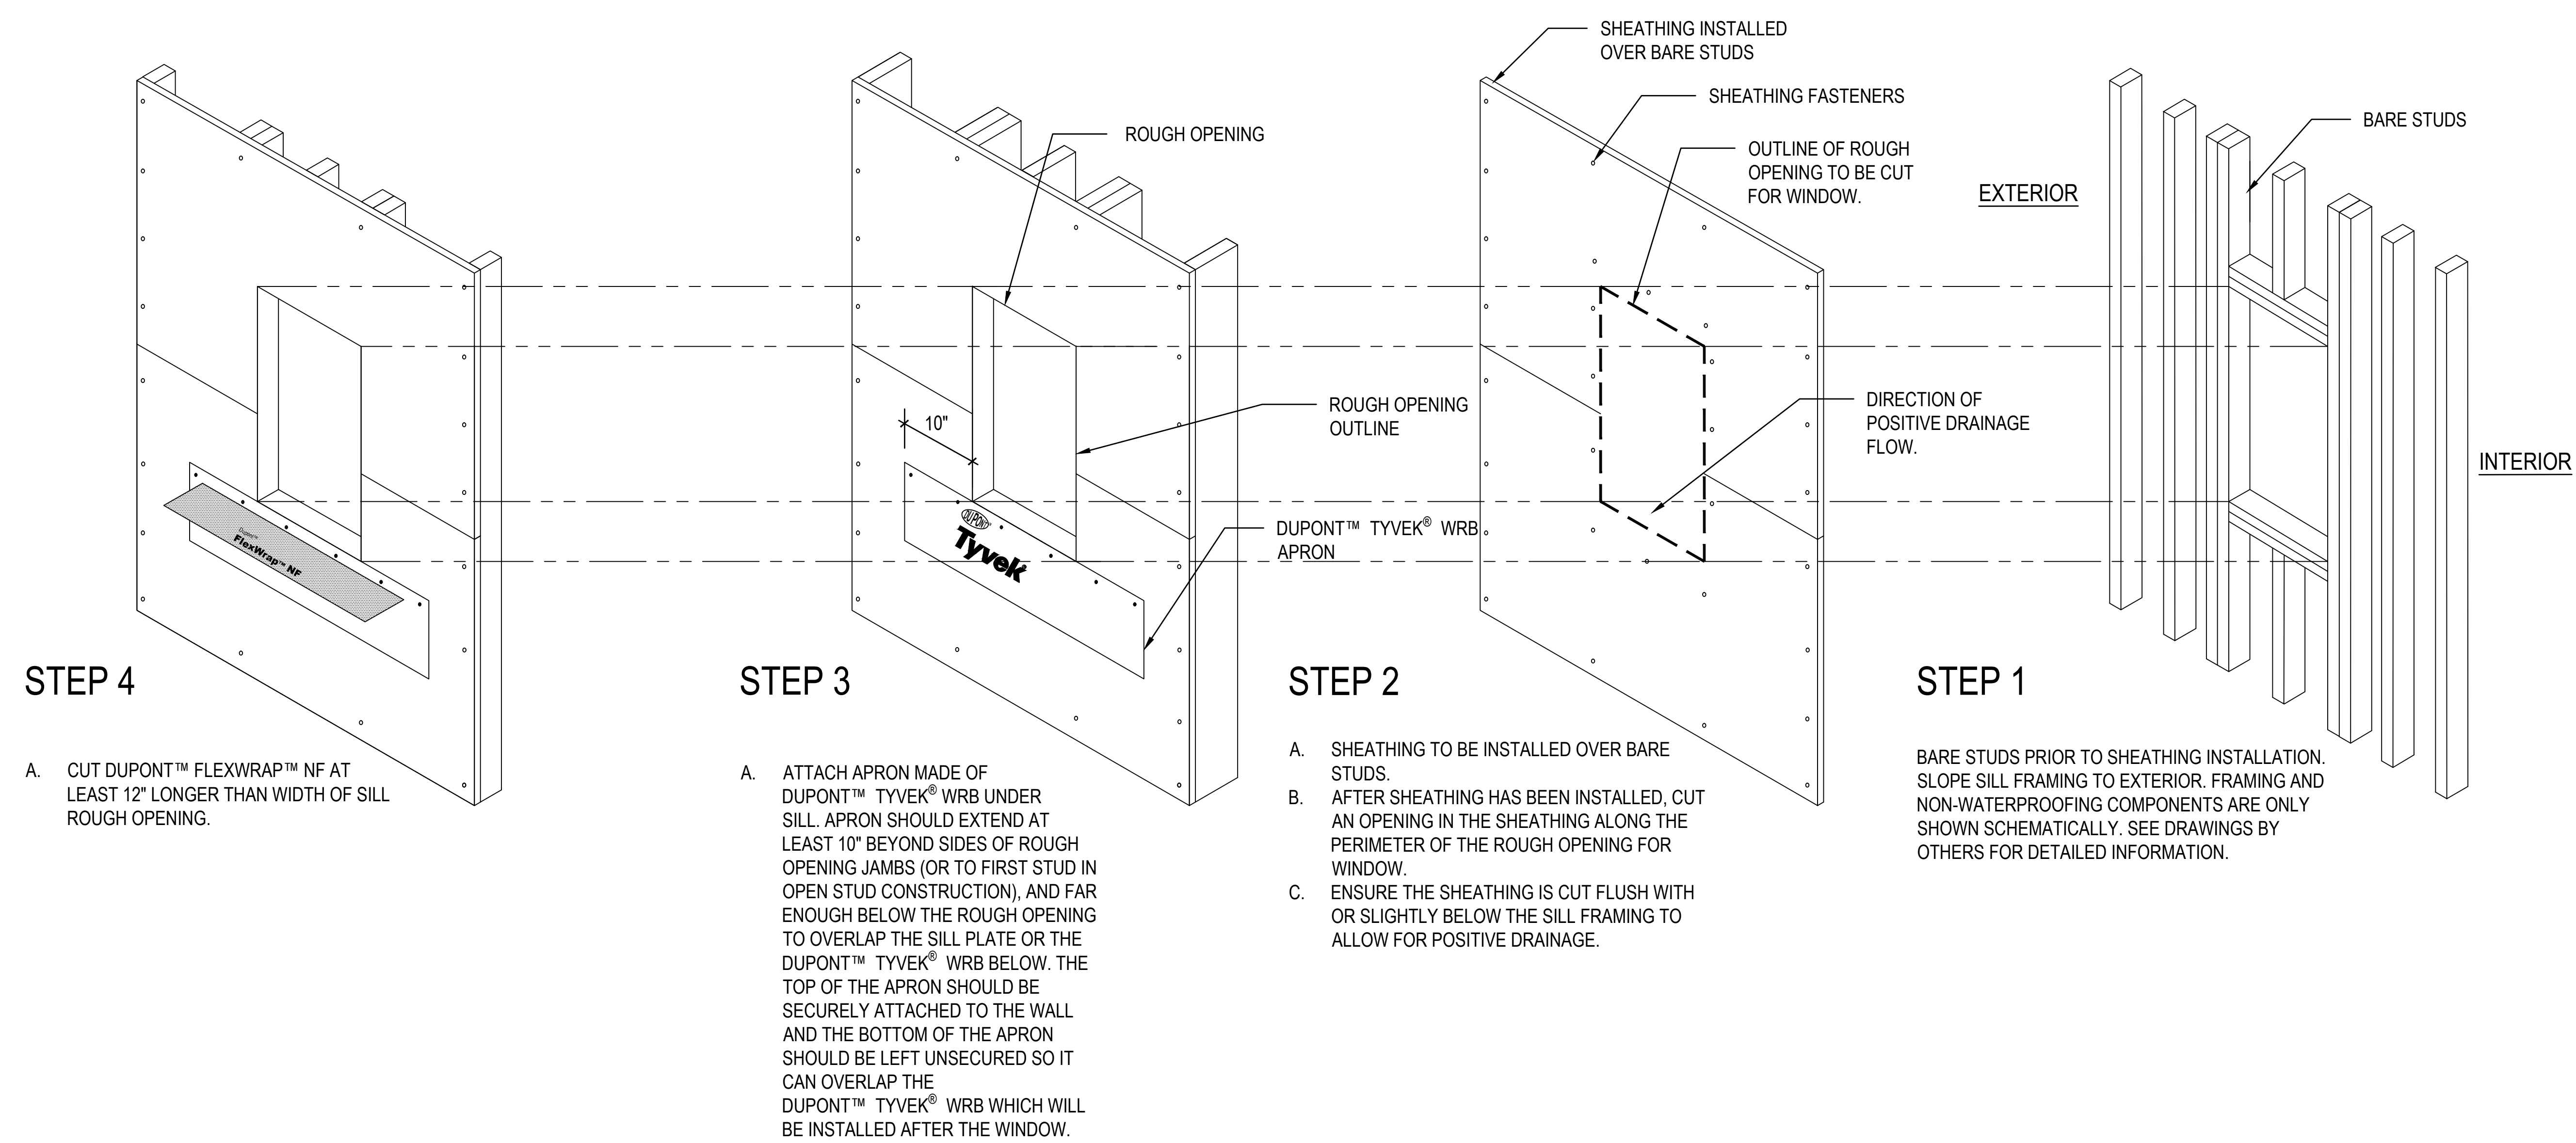 SHEATHING INSTALLED
OVER BARE STUDS
SHEATHING FASTENERS
OUTLINE OF ROUGH
OPENING TO BE CUT
FOR WINDOW.
BARE STUDS
ROUGH OPENING
EXTERIOR
10"
ROUGH OPENING
OUTLINE
DIRECTION OF
POSITIVE DRAINAGE
FLOW.
INTERIOR
DUPONT™ TYVEK® WRB
APRON
DUPONT®
Tyvek®
Dupont™
FlexWrap™ NF
STEP 4
A. CUT DUPONT™ FLEXWRAP™ NF AT
LEAST 12" LONGER THAN WIDTH OF SILL
ROUGH OPENING.
STEP 3
A. ATTACH APRON MADE OF
DUPONT™ TYVEK® WRB UNDER
SILL. APRON SHOULD EXTEND AT
LEAST 10" BEYOND SIDES OF ROUGH
OPENING JAMBS (OR TO FIRST STUD IN
OPEN STUD CONSTRUCTION), AND FAR
ENOUGH BELOW THE ROUGH OPENING
TO OVERLAP THE SILL PLATE OR THE
DUPONT™ TYVEK® WRB BELOW. THE
TOP OF THE APRON SHOULD BE
SECURELY ATTACHED TO THE WALL
AND THE BOTTOM OF THE APRON
SHOULD BE LEFT UNSECURED SO IT
CAN OVERLAP THE
DUPONT™ TYVEK® WRB WHICH WILL
BE INSTALLED AFTER THE WINDOW.
STEP 2
A. SHEATHING TO BE INSTALLED OVER BARE
STUDS.
B. AFTER SHEATHING HAS BEEN INSTALLED, CUT
AN OPENING IN THE SHEATHING ALONG THE
PERIMETER OF THE ROUGH OPENING FOR
WINDOW.
C. ENSURE THE SHEATHING IS CUT FLUSH WITH
OR SLIGHTLY BELOW THE SILL FRAMING TO
ALLOW FOR POSITIVE DRAINAGE.
STEP 1
BARE STUDS PRIOR TO SHEATHING INSTALLATION.
SLOPE SILL FRAMING TO EXTERIOR. FRAMING AND
NON-WATERPROOFING COMPONENTS ARE ONLY
SHOWN SCHEMATICALLY. SEE DRAWINGS BY
OTHERS FOR DETAILED INFORMATION.